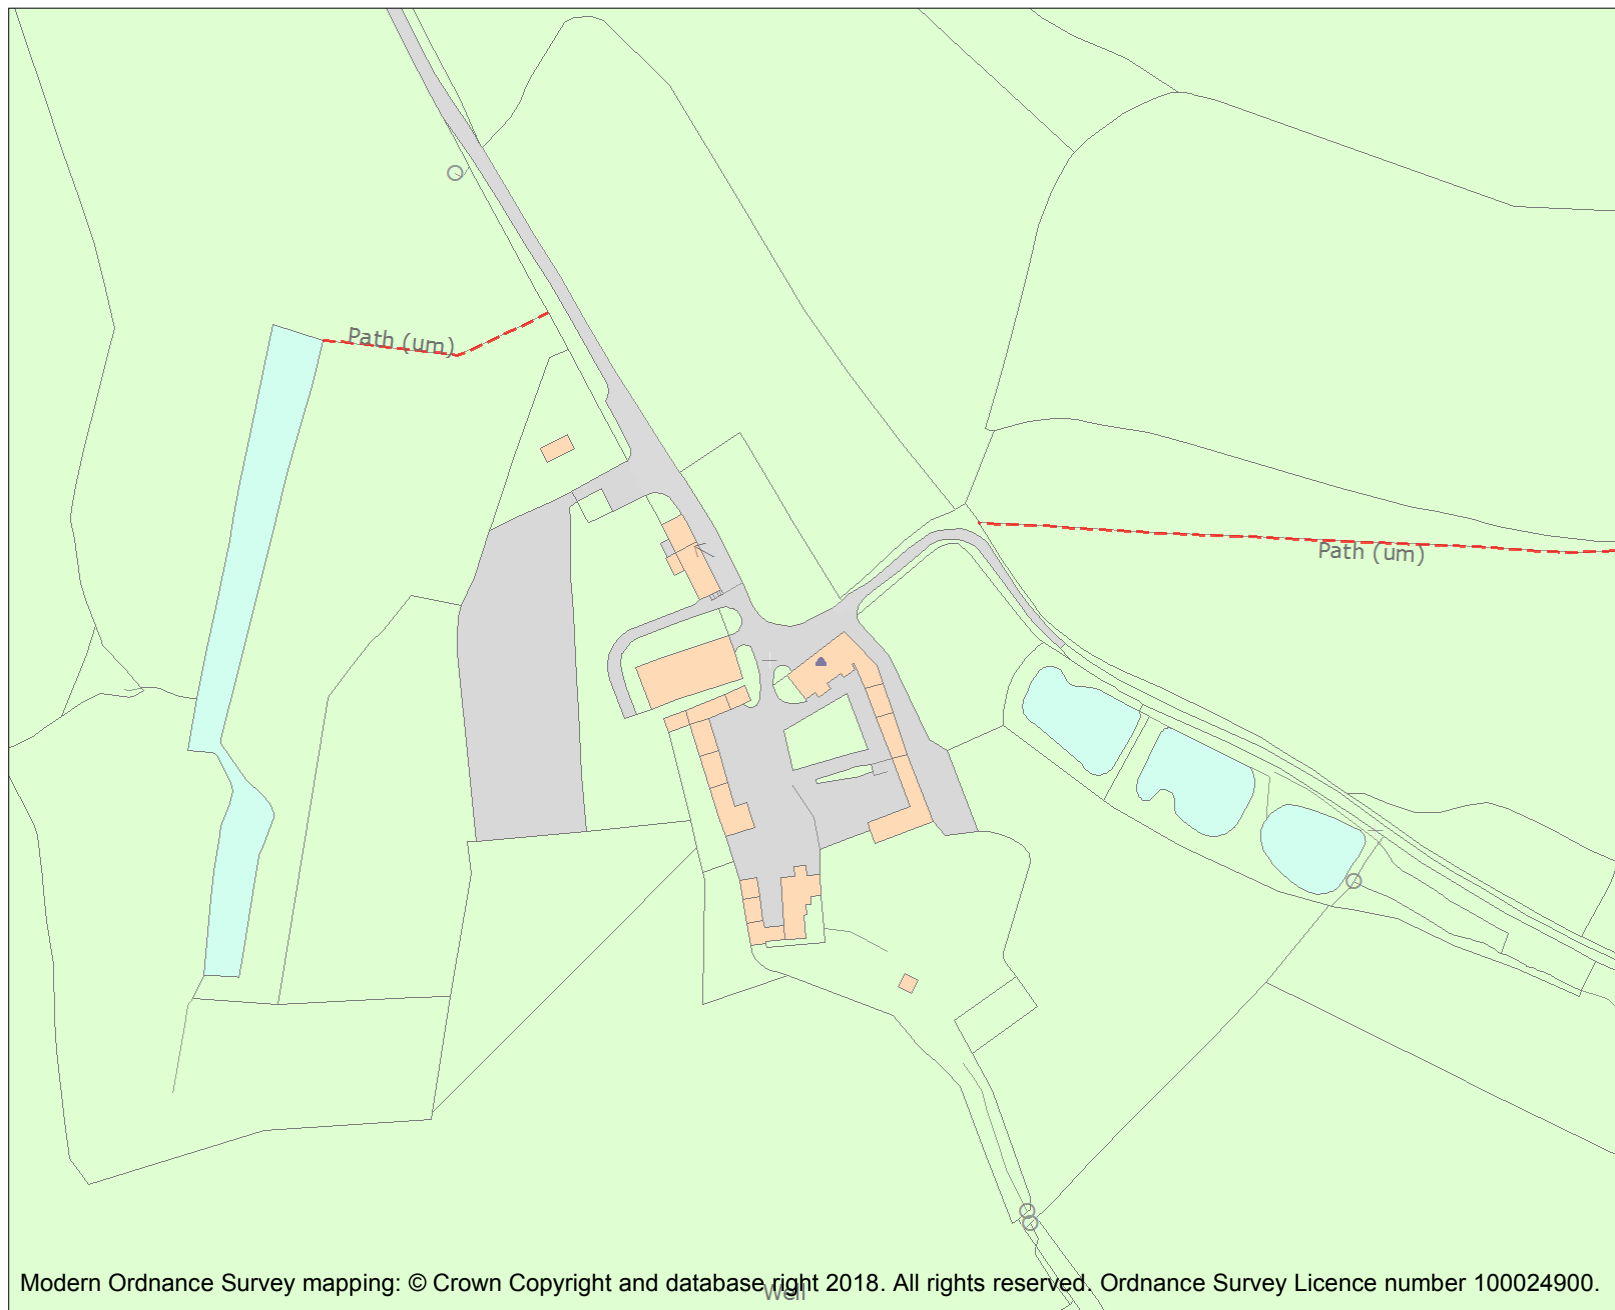 Path (um)
Path (um)
Modern Ordnance Survey mapping: © Crown Copyright and database right 2018. All rights reserved. Ordnance Survey Licence number 100024900.
Well